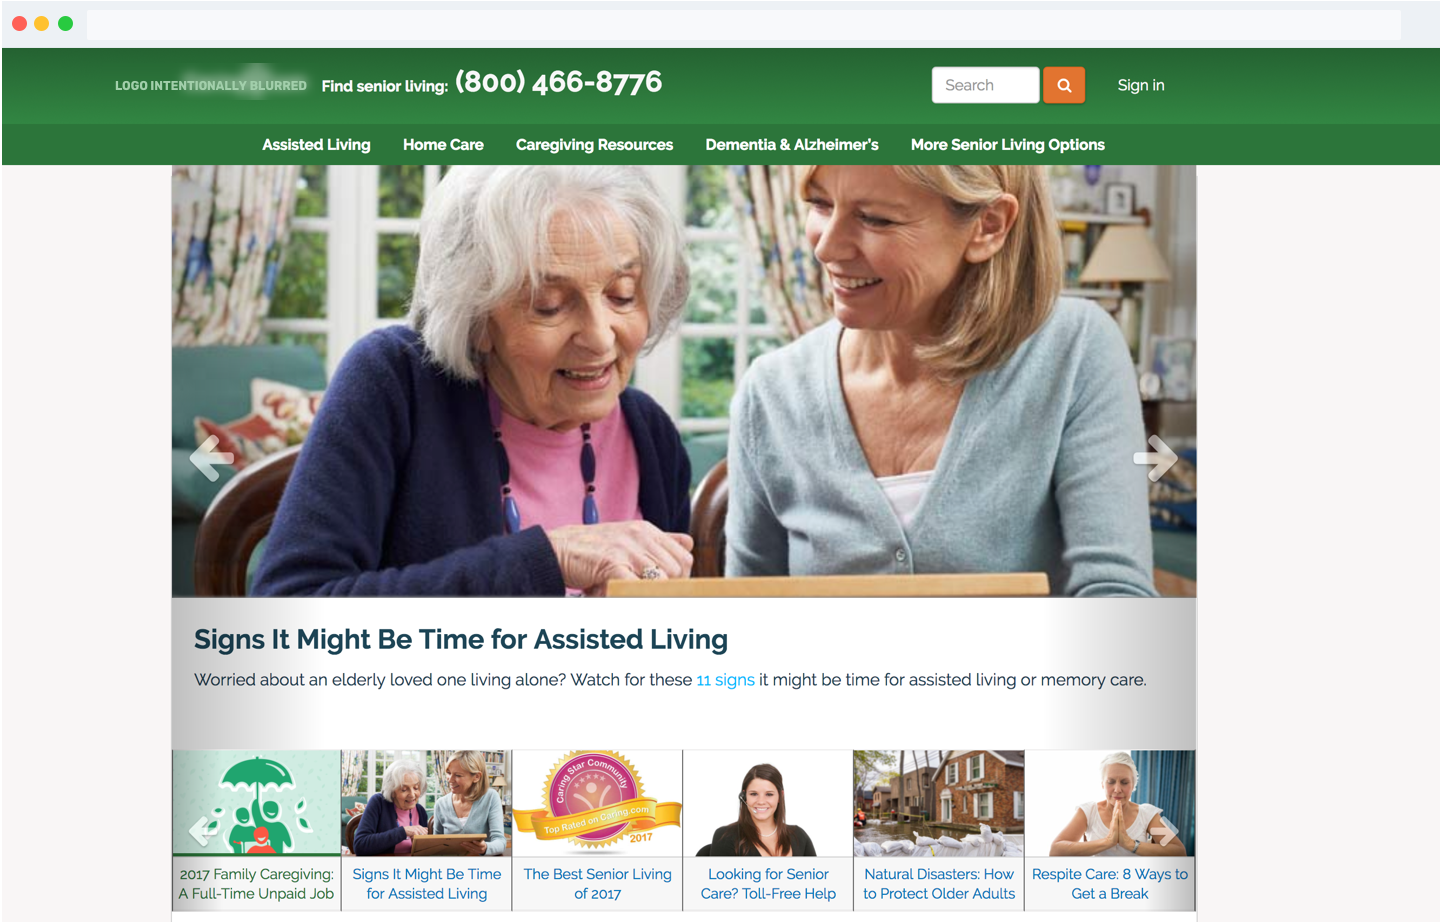 LOGO INTENTIONALLY BLURRED
Find senior living: (800) 466-8776
Search
Sign in
Assisted Living
Home Care
Caregiving Resources
Dementia & Alzheimer's
More Senior Living Options
Signs It Might Be Time for Assisted Living
Worried about an elderly loved one living alone? Watch for these 11 signs it might be time for assisted living or memory care.
Caring Star Community
Top Rated on Caring.com
2017
2017 Family Caregiving:
A Full-Time Unpaid Job
Signs It Might Be Time
for Assisted Living
The Best Senior Living
of 2017
Looking for Senior
Care? Toll-Free Help
Natural Disasters: How
to Protect Older Adults
Respite Care: 8 Ways to
Get a Break